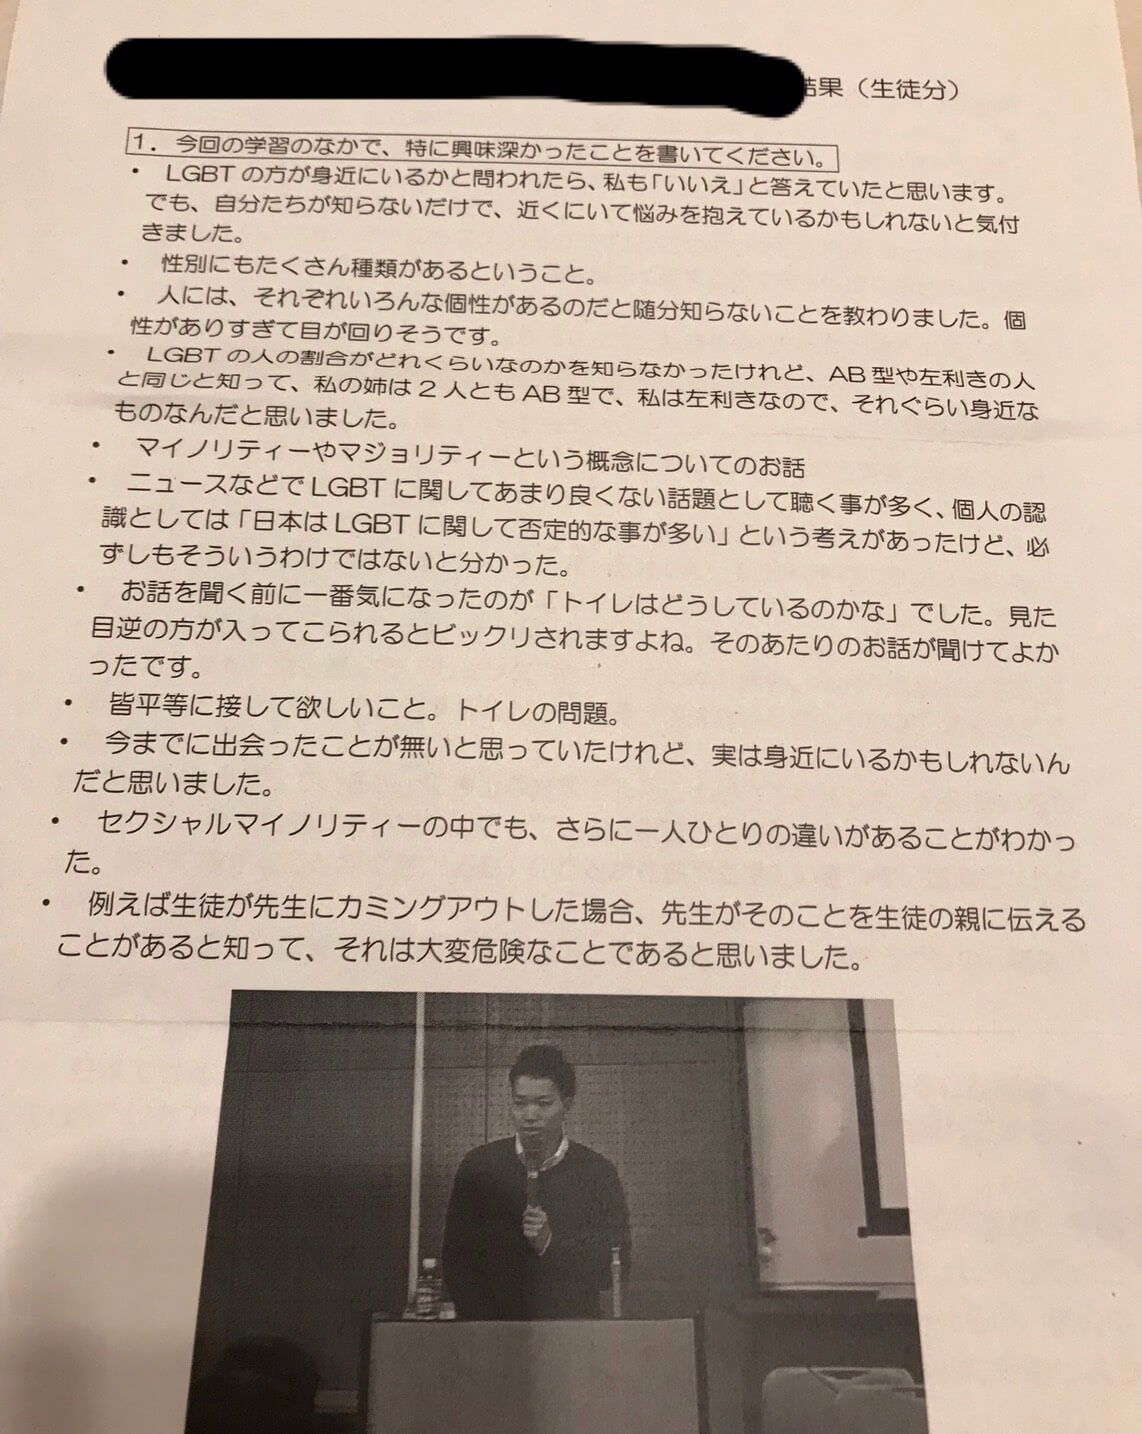 結果（生徒分）
1．今回の学習のなかで、特に興味深かったことを書いてください。
・　LGBTの方が身近にいるかと問われたら、私も「いいえ」と答えていたと思います。
でも、自分たちが知らないだけで、近くにいて悩みを抱えているかもしれないと気付
きました。
・　性別にもたくさん種類があるということ。
・　人には、それぞれいろんな個性があるのだと随分知らないことを教わりました。個
性がありすぎて目が回りそうです。
・　LGBTの人の割合がどれくらいなのかを知らなかったけれど、AB型や左利きの人
と同じと知って、私の姉は2人ともAB型で、私は左利きなので、それぐらい身近な
ものなんだと思いました。
・　マイノリティーやマジョリティーという概念についてのお話
・　ニュースなどでLGBTに関してあまり良くない話題として聴く事が多く、個人の認
識としては「日本はLGBTに関して否定的な事が多い」という考えがあったけど、必
ずしもそういうわけではないと分かった。
・　お話を聞く前に一番気になったのが「トイレはどうしているのかな」でした。見た
目逆の方が入ってこられるとビックリされますよね。そのあたりのお話が聞けてよか
ったです。
・　皆平等に接して欲しいこと。トイレの問題。
・　今までに出会ったことが無いと思っていたけれど、実は身近にいるかもしれないん
だと思いました。
・　セクシャルマイノリティーの中でも、さらに一人ひとりの違いがあることがわかっ
た。
・　例えば生徒が先生にカミングアウトした場合、先生がそのことを生徒の親に伝える
ことがあると知って、それは大変危険なことであると思いました。